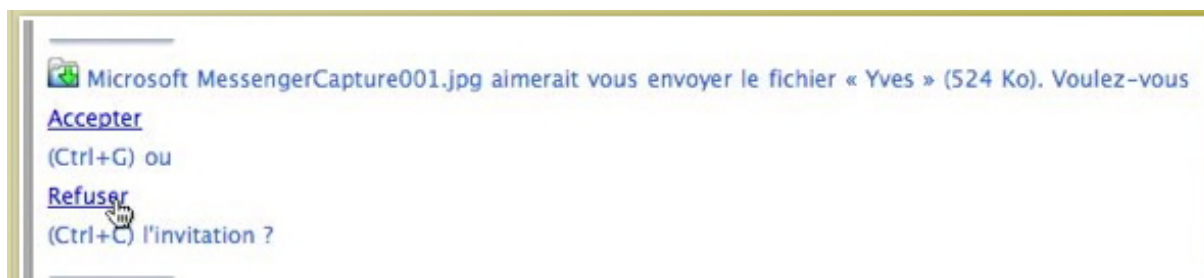 Microsoft MessengerCapture001.jpg aimerait vous envoyer le fichier « Yves » (524 Ko). Voulez-vous
Accepter
(Ctrl+G) ou
Refuser
(Ctrl+C) l'invitation ?